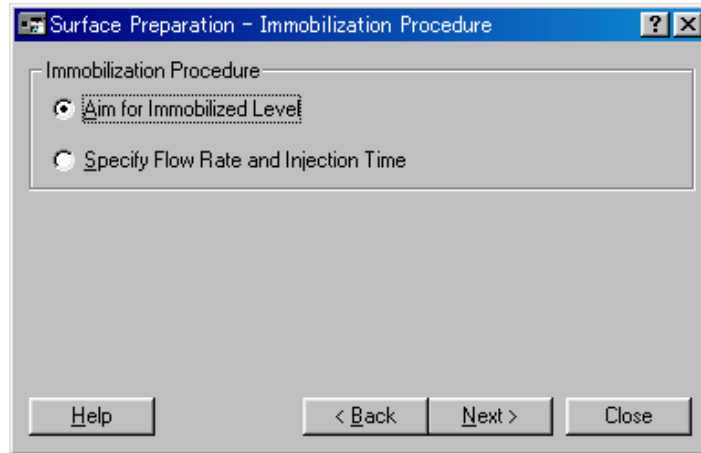 Surface Preparation - Immobilization Procedure
Immobilization Procedure
Aim for Immobilized Level
Specify Flow Rate and Injection Time
Help
< Back
Next >
Close